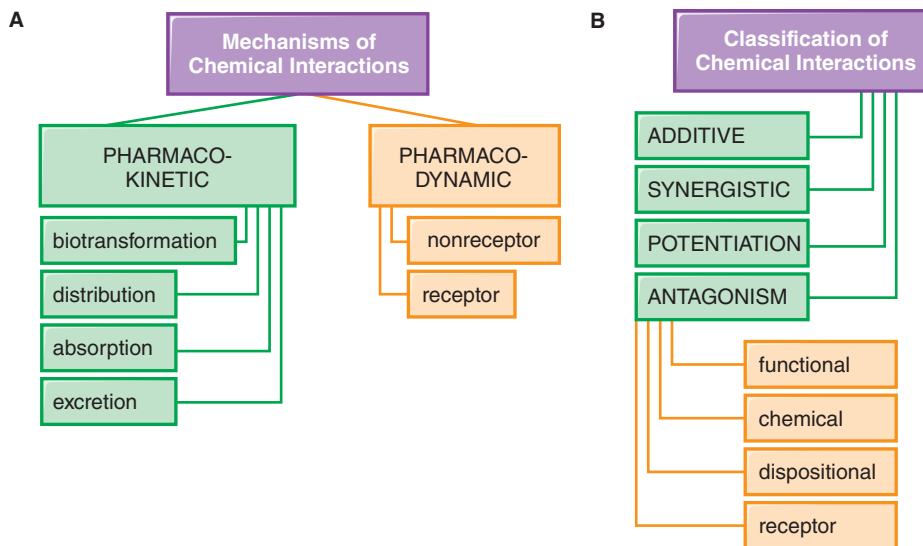 A
Mechanisms of
Chemical Interactions
PHARMACO-
KINETIC
biotransformation
distribution
absorption
excretion
PHARMACO-
DYNAMIC
nonreceptor
receptor
B
Classification of
Chemical Interactions
ADDITIVE
SYNERGISTIC
POTENTIATION
ANTAGONISM
functional
chemical
dispositional
receptor